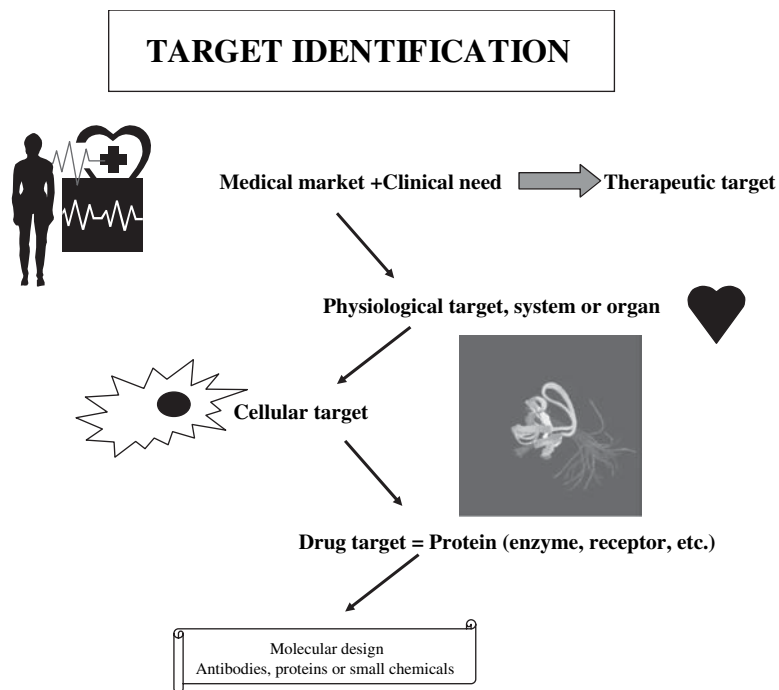 TARGET IDENTIFICATION
Medical market +Clinical need Therapeutic target
Physiological target, system or organ
Cellular target
Drug target = Protein (enzyme, receptor, etc.)
Molecular design
Antibodies, proteins or small chemicals